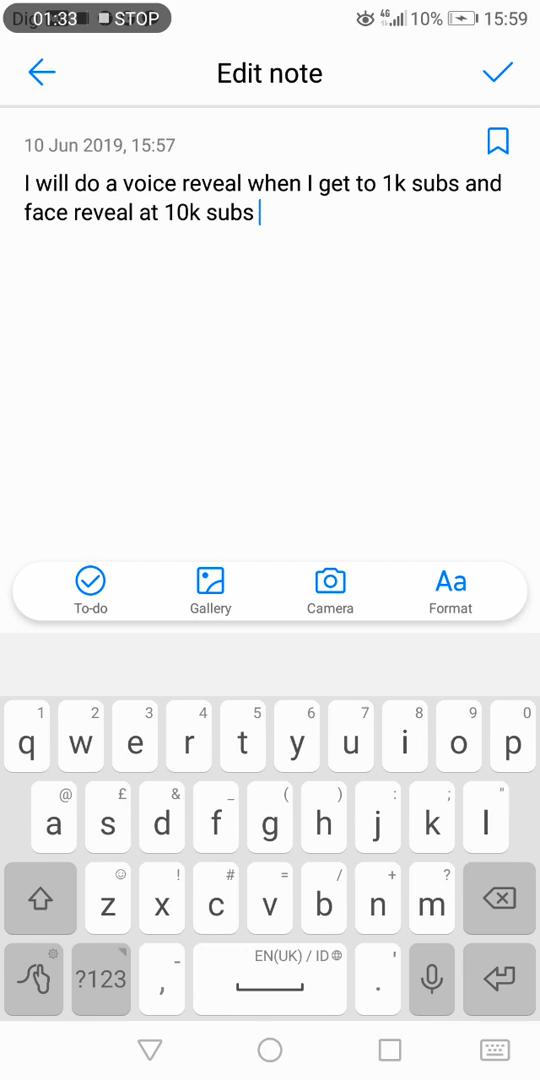 01:33 STOP 4G 10% 15:59
Edit note
10 Jun 2019, 15:57
I will do a voice reveal when I get to 1k subs and
face reveal at 10k subs
To-do Gallery Camera Aa Format
1 2 3 4 5 6 7 8 9 0
q w e r t y u i o p
@ £ & _ ( ) : ; "
a s d f g h j k l
! # = / + ?
z x c v b n m
?123 , - EN(UK) / ID . '